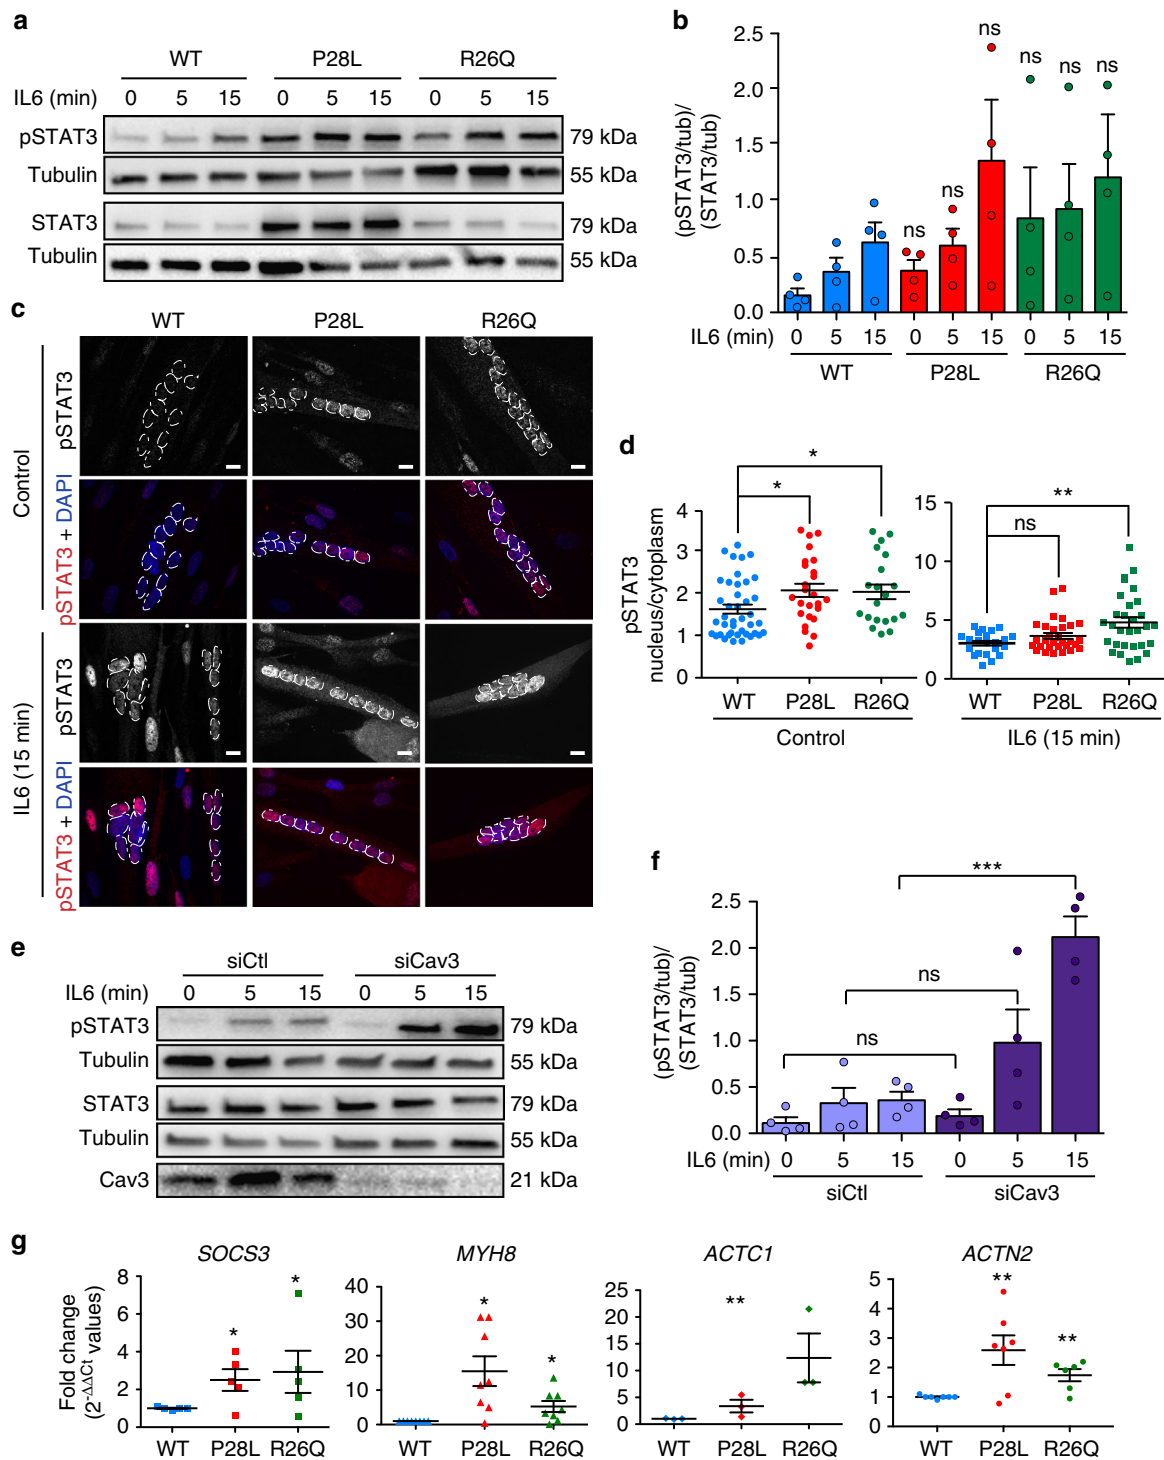 a
WT P28L R26Q
IL6 (min) 0 5 15 0 5 15 0 5 15
pSTAT3 79 kDa
Tubulin 55 kDa
STAT3 79 kDa
Tubulin 55 kDa
b
(pSTAT3/tub)/
(STAT3/tub)
2.5
2.0
1.5
1.0
0.5
0.0
ns ns ns ns ns ns
IL6 (min) 0 5 15 0 5 15 0 5 15
WT P28L R26Q
c
WT P28L R26Q
Control
pSTAT3
pSTAT3 + DAPI
IL6 (15 min)
pSTAT3
pSTAT3 + DAPI
d
pSTAT3
nucleus/cytoplasm
4
3
2
1
0
*
*
WT P28L R26Q
Control
15
10
5
0
**
ns
WT P28L R26Q
IL6 (15 min)
e
siCtl siCav3
IL6 (min) 0 5 15 0 5 15
pSTAT3 79 kDa
Tubulin 55 kDa
STAT3 79 kDa
Tubulin 55 kDa
Cav3 21 kDa
f
(pSTAT3/tub)/
(STAT3/tub)
2.5
2.0
1.5
1.0
0.5
0.0
***
ns
ns
IL6 (min) 0 5 15 0 5 15
siCtl siCav3
g
Fold change
(2-ΔΔCt values)
SOCS3
8
6
4
2
0
* *
WT P28L R26Q
MYH8
40
30
20
10
0
* *
WT P28L R26Q
ACTC1
25
20
15
10
5
0
**
WT P28L R26Q
ACTN2
5
4
3
2
1
0
** **
WT P28L R26Q